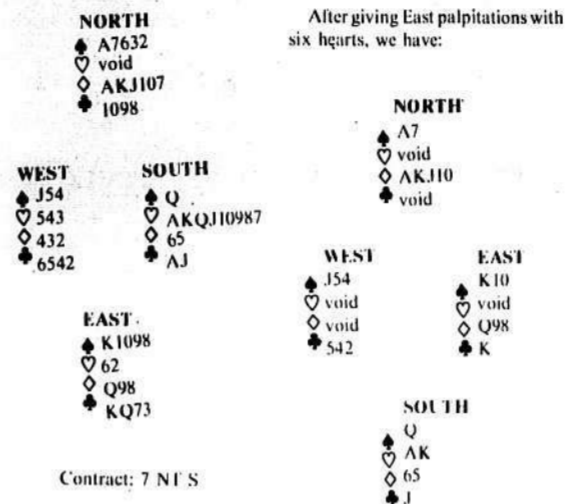 NORTH
♠ A7632
♡ void
◇ AKJ107
♣ 1098
WEST
♠ J54
♡ 543
◇ 432
♣ 6542
SOUTH
♠ Q
♡ AKQJ10987
◇ 65
♣ AJ
EAST
♠ K1098
♡ 62
◇ Q98
♣ KQ73
Contract: 7 NT S
After giving East palpitations with
six hearts, we have:
NORTH
♠ A7
♡ void
◇ AKJ10
♣ void
WEST
♠ J54
♡ void
◇ void
♣ 542
EAST
♠ K10
♡ void
◇ Q98
♣ K
SOUTH
♠ Q
♡ AK
◇ 65
♣ J